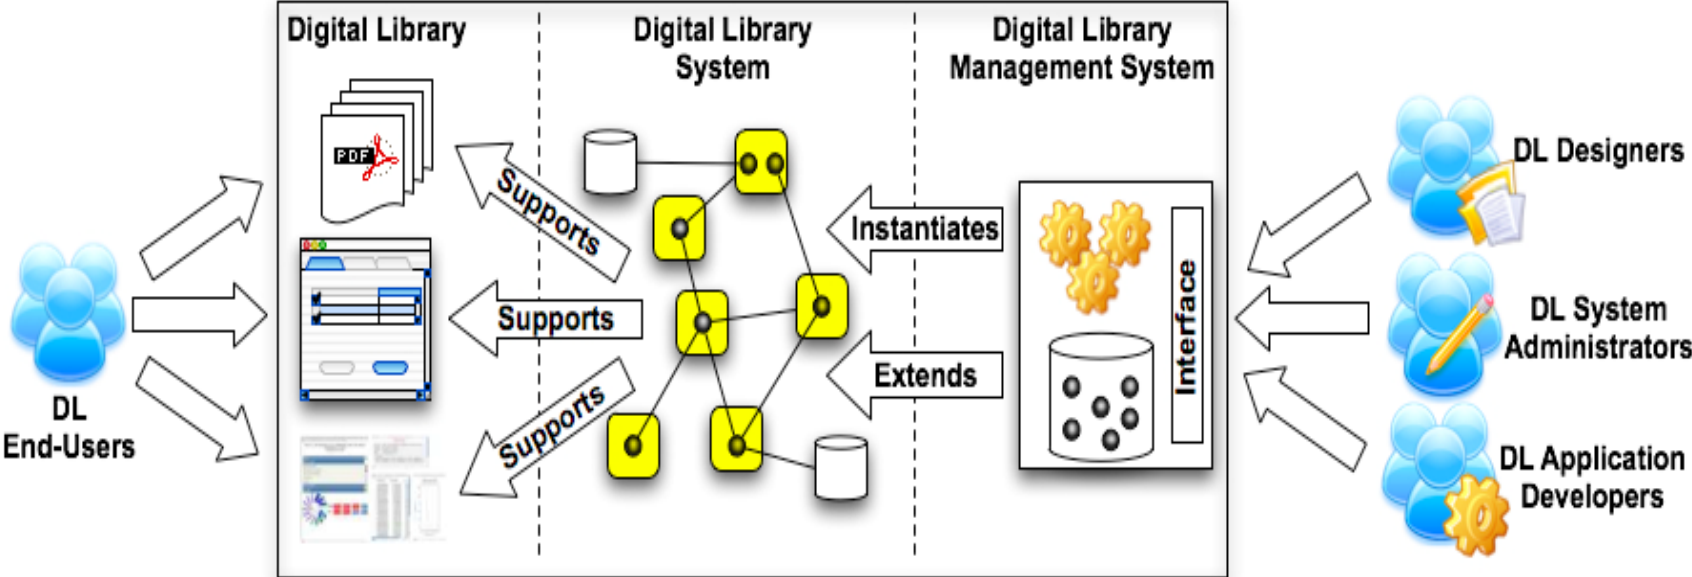 Digital Library
Digital Library
System
Digital Library
Management System
PDF
Supports
Supports
Supports
Instantiates
Extends
Interface
DL
End-Users
DL Designers
DL System
Administrators
DL Application
Developers